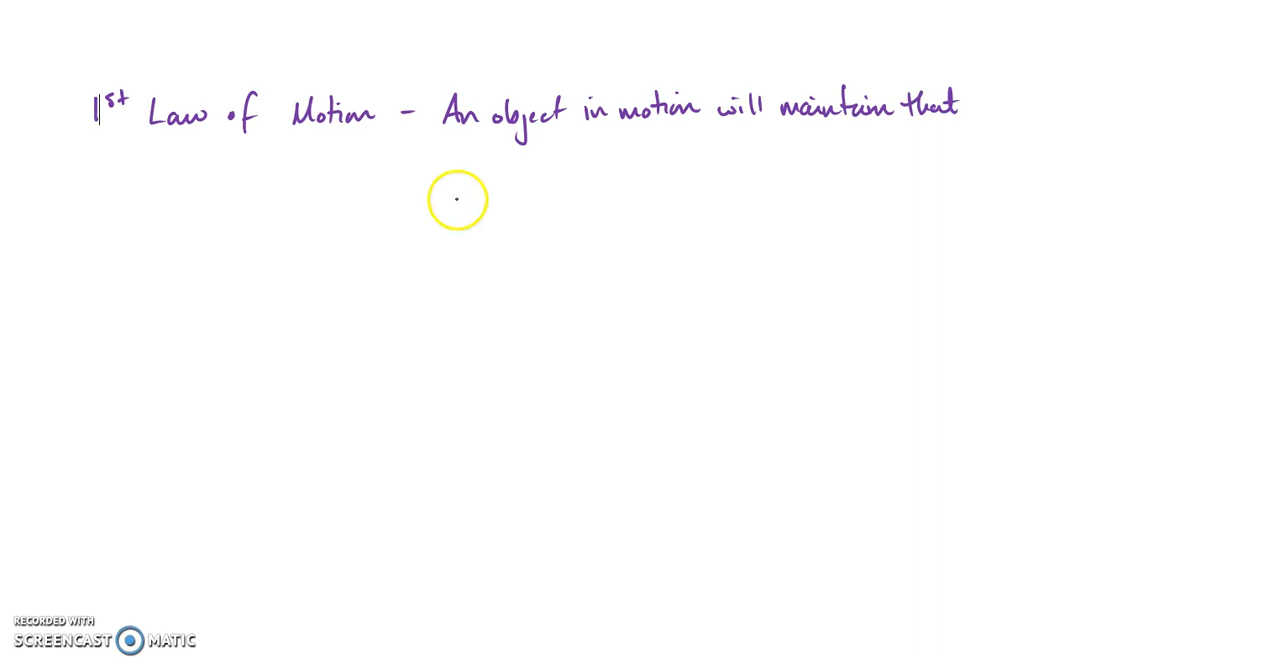 1st Law of Motion - An object in motion will maintain that
RECORDED WITH
SCREENCAST MATIC